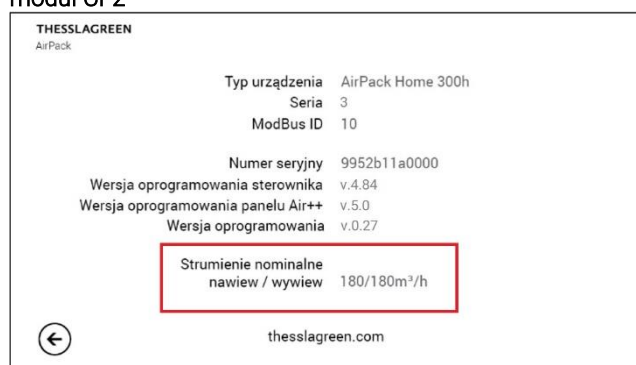 moduł CF2
THESSLAGREEN
AirPack
Typ urządzenia AirPack Home 300h
Seria 3
ModBus ID 10
Numer seryjny 9952b11a0000
Wersja oprogramowania sterownika v.4.84
Wersja oprogramowania panelu Air++ v.5.0
Wersja oprogramowania v.0.27
Strumienie nominalne
nawiew / wywiew 180/180m³/h
thesslagreen.com